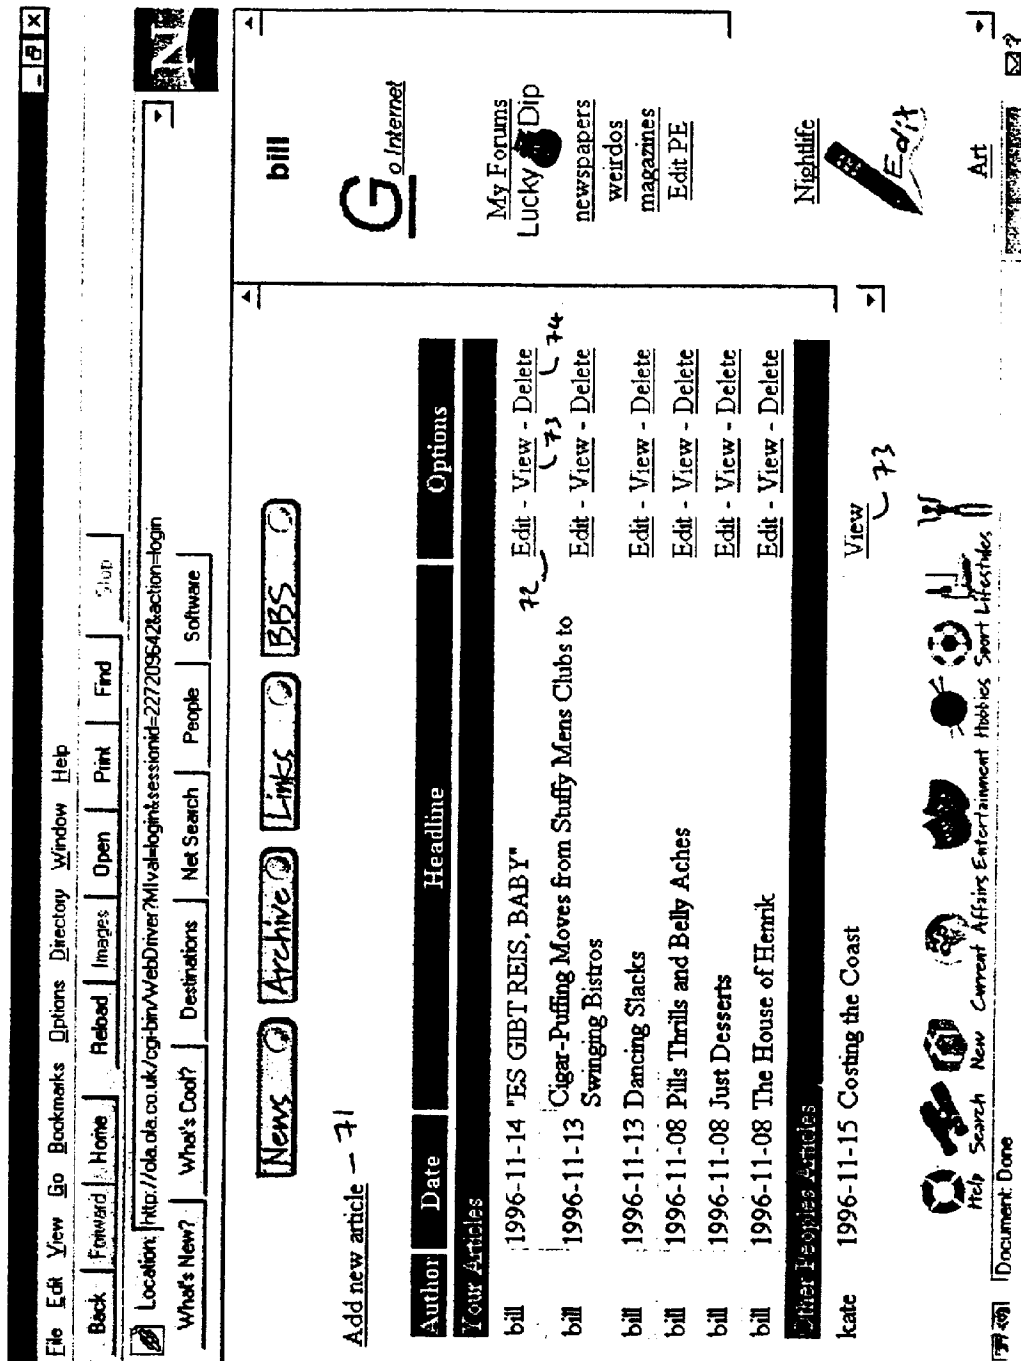 File Edit View Go Bookmarks Options Directory Window Help
Back Forward Home Reload Images Open Print Find Stop
Location: http://ola.ola.co.uk/cgi-bin/WebDriver?MIval=login&sessionid=227209642&action=login
What's New? What's Cool? Destinations Net Search People Software
N
News Archive Links BBS
Add new article — 71
Author Date Headline Options
Your Articles
bill 1996-11-14 "ES GIBT REIS, BABY" Edit - View - Delete
72 73 74
bill 1996-11-13 Cigar-Puffing Moves from Stuffy Mens Clubs to Edit - View - Delete
Swinging Bistros
bill 1996-11-13 Dancing Slacks Edit - View - Delete
bill 1996-11-08 Pills Thrills and Belly Aches Edit - View - Delete
bill 1996-11-08 Just Desserts Edit - View - Delete
bill 1996-11-08 The House of Henrik Edit - View - Delete
Other Peoples Articles
kate 1996-11-15 Costing the Coast View
73
bill
Go Internet
My Forums
Lucky Dip
newspapers
weirdos
magazines
Edit PE
Nightlife
Edit
Art
Help Search New Current Affairs Entertainment Hobbies Sport Lifestyles
Document: Done